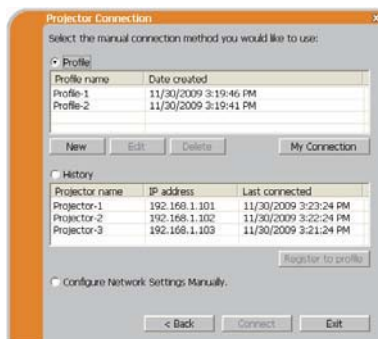 Projector Connection
Select the manual connection method you would like to use:
Profile
Profile name Date created
Profile-1 11/30/2009 3:19:46 PM
Profile-2 11/30/2009 3:19:41 PM
New Edit Delete My Connection
History
Projector name IP address Last connected
Projector-1 192.168.1.101 11/30/2009 3:23:24 PM
Projector-2 192.168.1.102 11/30/2009 3:22:24 PM
Projector-3 192.168.1.103 11/30/2009 3:21:24 PM
Register to profile
Configure Network Settings Manually.
< Back Connect Exit